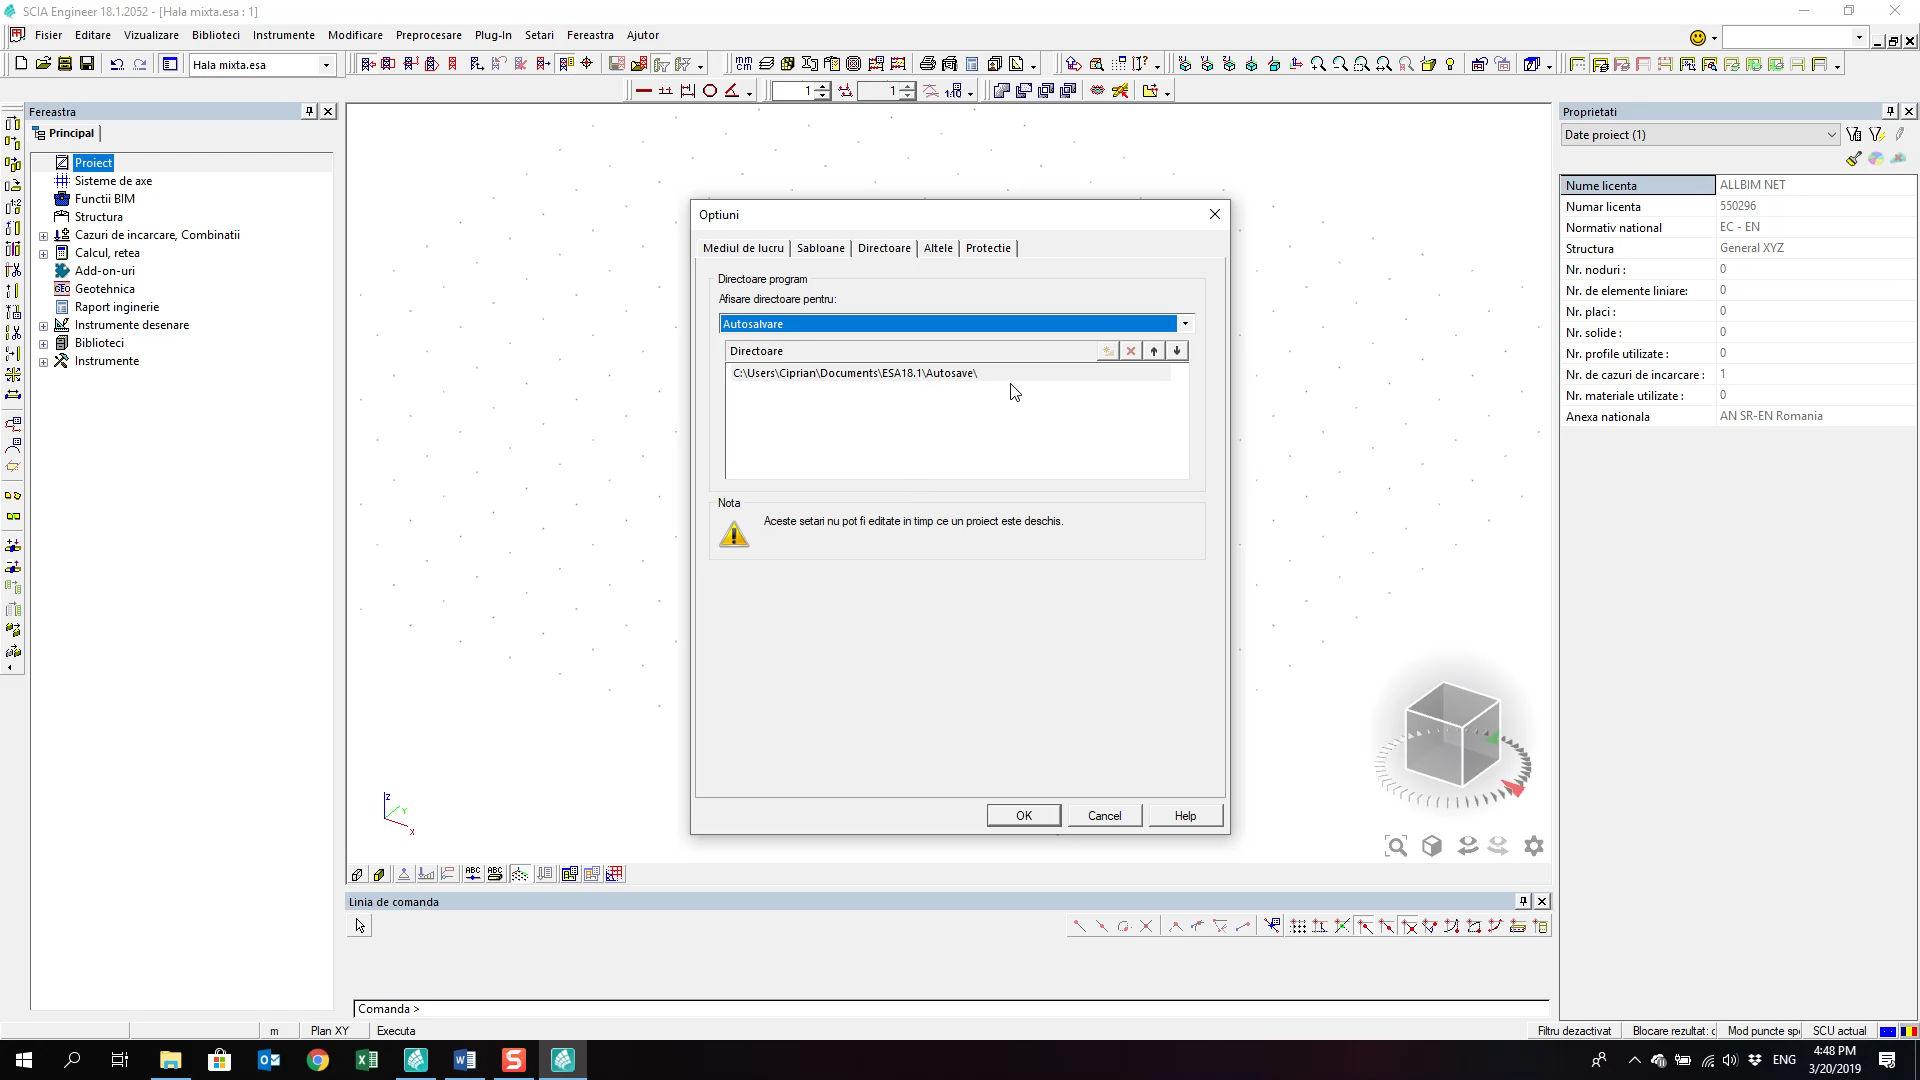 SCIA Engineer 18.1.2052 - [Hala mixta.esa : 1]
Fisier Editare Vizualizare Biblioteci Instrumente Modificare Preprocesare Plug-In Setari Fereastra Ajutor
Hala mixta.esa
1 1
Fereastra
Principal
Proiect
Sisteme de axe
Functii BIM
Structura
Cazuri de incarcare, Combinatii
Calcul, retea
Add-on-uri
Geotehnica
Raport inginerie
Instrumente desenare
Biblioteci
Instrumente
Optiuni
Mediul de lucru Sabloane Directoare Altele Protectie
Directoare program
Afisare directoare pentru:
Autosalvare
Directoare
C:\Users\Ciprian\Documents\ESA18.1\Autosave\
Nota
Aceste setari nu pot fi editate in timp ce un proiect este deschis.
OK Cancel Help
Proprietati
Date proiect (1)
Nume licenta ALLBIM NET
Numar licenta 550296
Normativ national EC - EN
Structura General XYZ
Nr. noduri : 0
Nr. de elemente liniare: 0
Nr. placi : 0
Nr. solide : 0
Nr. profile utilizate : 0
Nr. de cazuri de incarcare : 1
Nr. materiale utilizate : 0
Anexa nationala AN SR-EN Romania
Z
Y
X
ABC ABC
Linia de comanda
Comanda >
m Plan XY Executa
Filtru dezactivat Blocare rezultat: c Mod puncte spe SCU actual
ENG
4:48 PM
3/20/2019